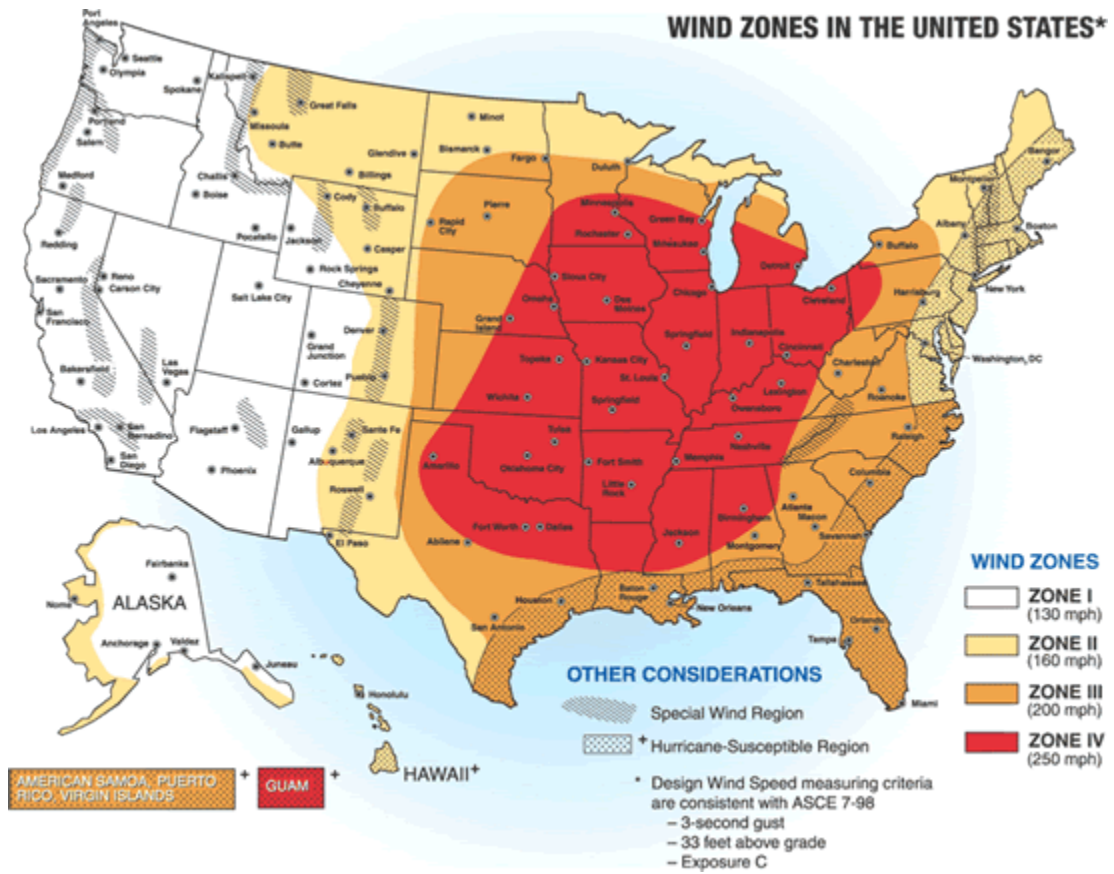 WIND ZONES IN THE UNITED STATES*
Port
Angeles
Seattle
Olympia
Spokane
Kalispell
Great Falls
Missoula
Butte
Glendive
Billings
Minot
Bismarck
Fargo
Duluth
Portland
Salem
Medford
Challis
Boise
Pocatello
Cody
Buffalo
Jackson
Casper
Rock Springs
Cheyenne
Rapid
City
Pierre
Minneapolis
Rochester
Green Bay
Milwaukee
Detroit
Buffalo
Albany
Montpelier
Bangor
Boston
New York
Redding
Sacramento
San
Francisco
Reno
Carson City
Salt Lake City
Grand
Junction
Cortez
Denver
Pueblo
Sioux City
Omaha
Des
Moines
Grand
Island
Chicago
Cleveland
Harrisburg
Washington, DC
Topeka
Kansas City
Springfield
Indianapolis
Cincinnati
Charleston
St. Louis
Lexington
Roanoke
Bakersfield
Las
Vegas
Los Angeles
San
Bernadino
San
Diego
Flagstaff
Phoenix
Gallup
Sante Fe
Albuquerque
Roswell
El Paso
Wichita
Springfield
Owensboro
Raleigh
Tulsa
Amarillo
Oklahoma City
Fort Smith
Little
Rock
Memphis
Nashville
Columbia
Atlanta
Macon
Savannah
Birmingham
Montgomery
Fort Worth
Dallas
Abilene
Jackson
Houston
San Antonio
Baton
Rouge
New Orleans
Tallahassee
Orlando
Tampa
Miami
Fairbanks
Noma
ALASKA
Anchorage
Valdez
Juneau
Honolulu
HAWAII+
AMERICAN SAMOA, PUERTO
RICO, VIRGIN ISLANDS
+
GUAM
+
OTHER CONSIDERATIONS
Special Wind Region
+ Hurricane-Susceptible Region
* Design Wind Speed measuring criteria
are consistent with ASCE 7-98
– 3-second gust
– 33 feet above grade
– Exposure C
WIND ZONES
ZONE I
(130 mph)
ZONE II
(160 mph)
ZONE III
(200 mph)
ZONE IV
(250 mph)